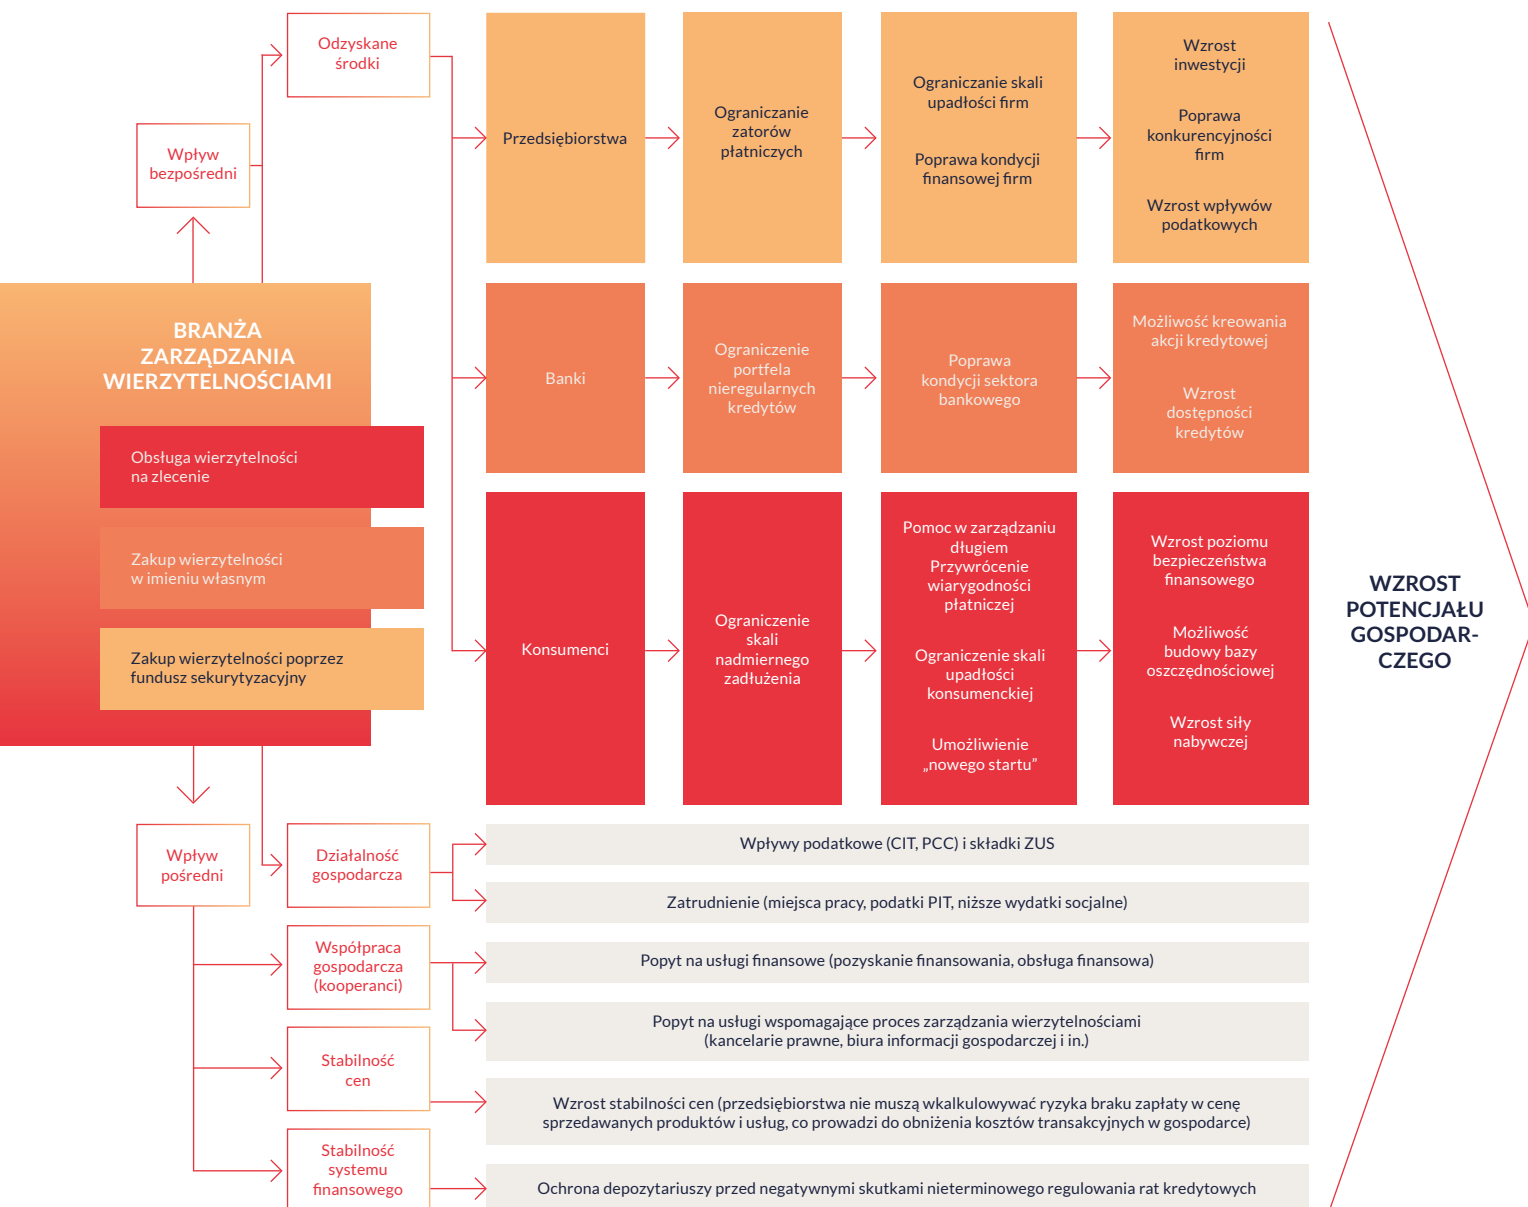 Odzyskane
środki
Wpływ
bezpośredni
Przedsiębiorstwa
Ograniczanie
zatorów
płatniczych
Ograniczanie skali
upadłości firm
Poprawa kondycji
finansowej firm
Wzrost
inwestycji
Poprawa
konkurencyjności
firm
Wzrost wpływów
podatkowych
BRANŻA
ZARZĄDZANIA
WIERZYTELNOŚCIAMI
Obsługa wierzytelności
na zlecenie
Zakup wierzytelności
w imieniu własnym
Zakup wierzytelności poprzez
fundusz sekurytyzacyjny
Banki
Ograniczenie
portfela
nieregularnych
kredytów
Poprawa
kondycji sektora
bankowego
Możliwość kreowania
akcji kredytowej
Wzrost
dostępności
kredytów
Konsumenci
Ograniczenie
skali
nadmiernego
zadłużenia
Pomoc w zarządzaniu
długiem
Przywrócenie
wiarygodności
płatniczej
Ograniczenie skali
upadłości
konsumenckiej
Umożliwienie
„nowego startu”
Wzrost poziomu
bezpieczeństwa
finansowego
Możliwość
budowy bazy
oszczędnościowej
Wzrost siły
nabywczej
WZROST
POTENCJAŁU
GOSPODAR-
CZEGO
Wpływ
pośredni
Działalność
gospodarcza
Wpływy podatkowe (CIT, PCC) i składki ZUS
Zatrudnienie (miejsca pracy, podatki PIT, niższe wydatki socjalne)
Współpraca
gospodarcza
(kooperanci)
Popyt na usługi finansowe (pozyskanie finansowania, obsługa finansowa)
Popyt na usługi wspomagające proces zarządzania wierzytelnościami
(kancelarie prawne, biura informacji gospodarczej i in.)
Stabilność
cen
Wzrost stabilności cen (przedsiębiorstwa nie muszą wkalkulowywać ryzyka braku zapłaty w cenę
sprzedawanych produktów i usług, co prowadzi do obniżenia kosztów transakcyjnych w gospodarce)
Stabilność
systemu
finansowego
Ochrona depozytariuszy przed negatywnymi skutkami nieterminowego regulowania rat kredytowych